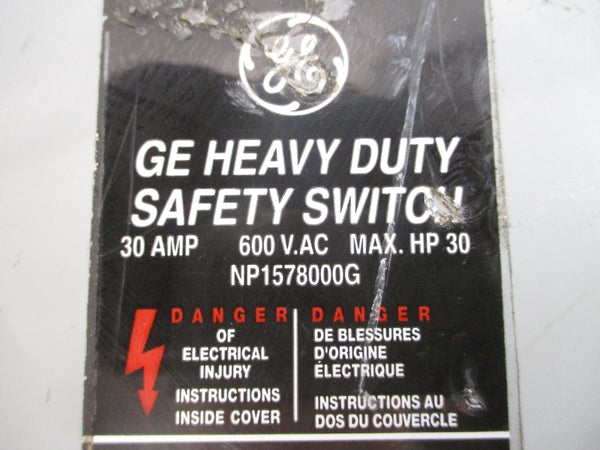 GE
GE HEAVY DUTY
SAFETY SWITCH
30 AMP 600 V.AC MAX. HP 30
NP1578000G
DANGER
OF
ELECTRICAL
INJURY
INSTRUCTIONS
INSIDE COVER
DANGER
DE BLESSURES
D'ORIGINE
ÉLECTRIQUE
INSTRUCTIONS AU
DOS DU COUVERCLE